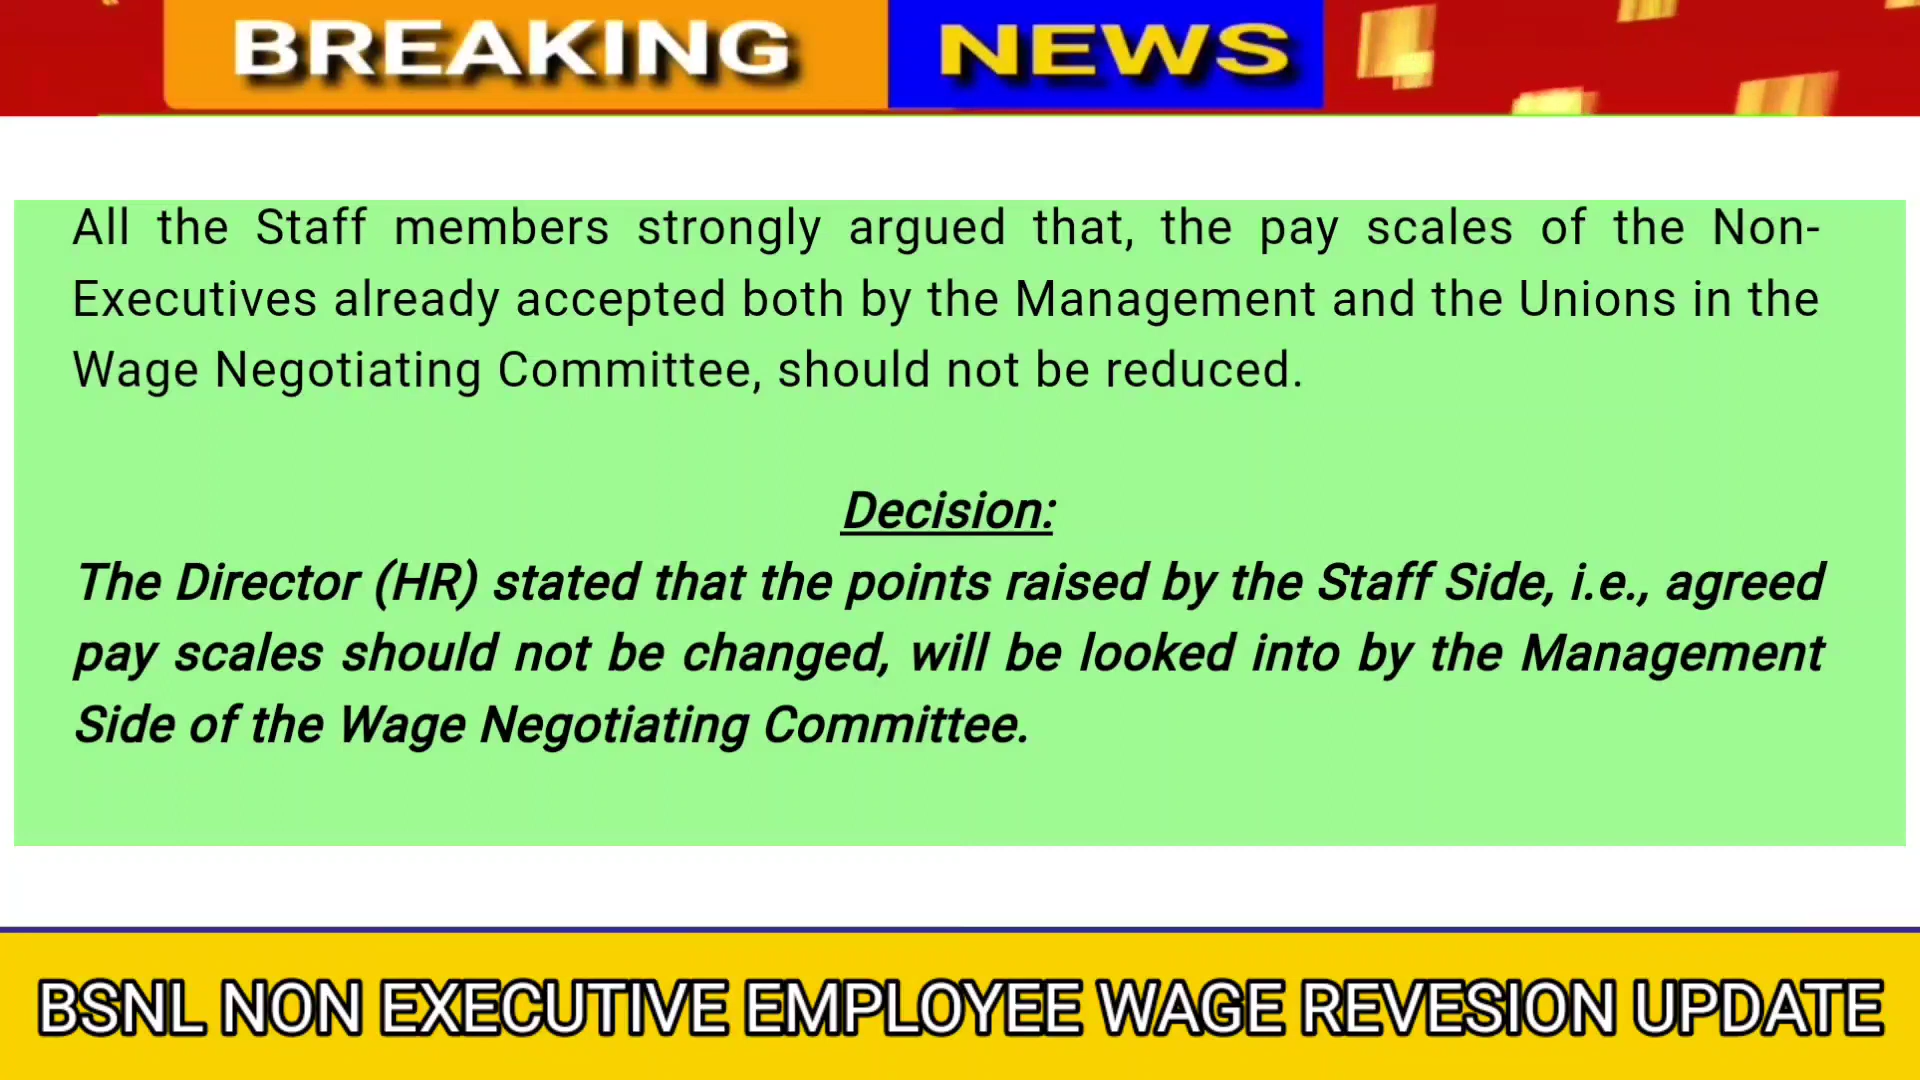 BREAKING NEWS
All the Staff members strongly argued that, the pay scales of the Non-
Executives already accepted both by the Management and the Unions in the
Wage Negotiating Committee, should not be reduced.
Decision:
The Director (HR) stated that the points raised by the Staff Side, i.e., agreed
pay scales should not be changed, will be looked into by the Management
Side of the Wage Negotiating Committee.
BSNL NON EXECUTIVE EMPLOYEE WAGE REVESION UPDATE